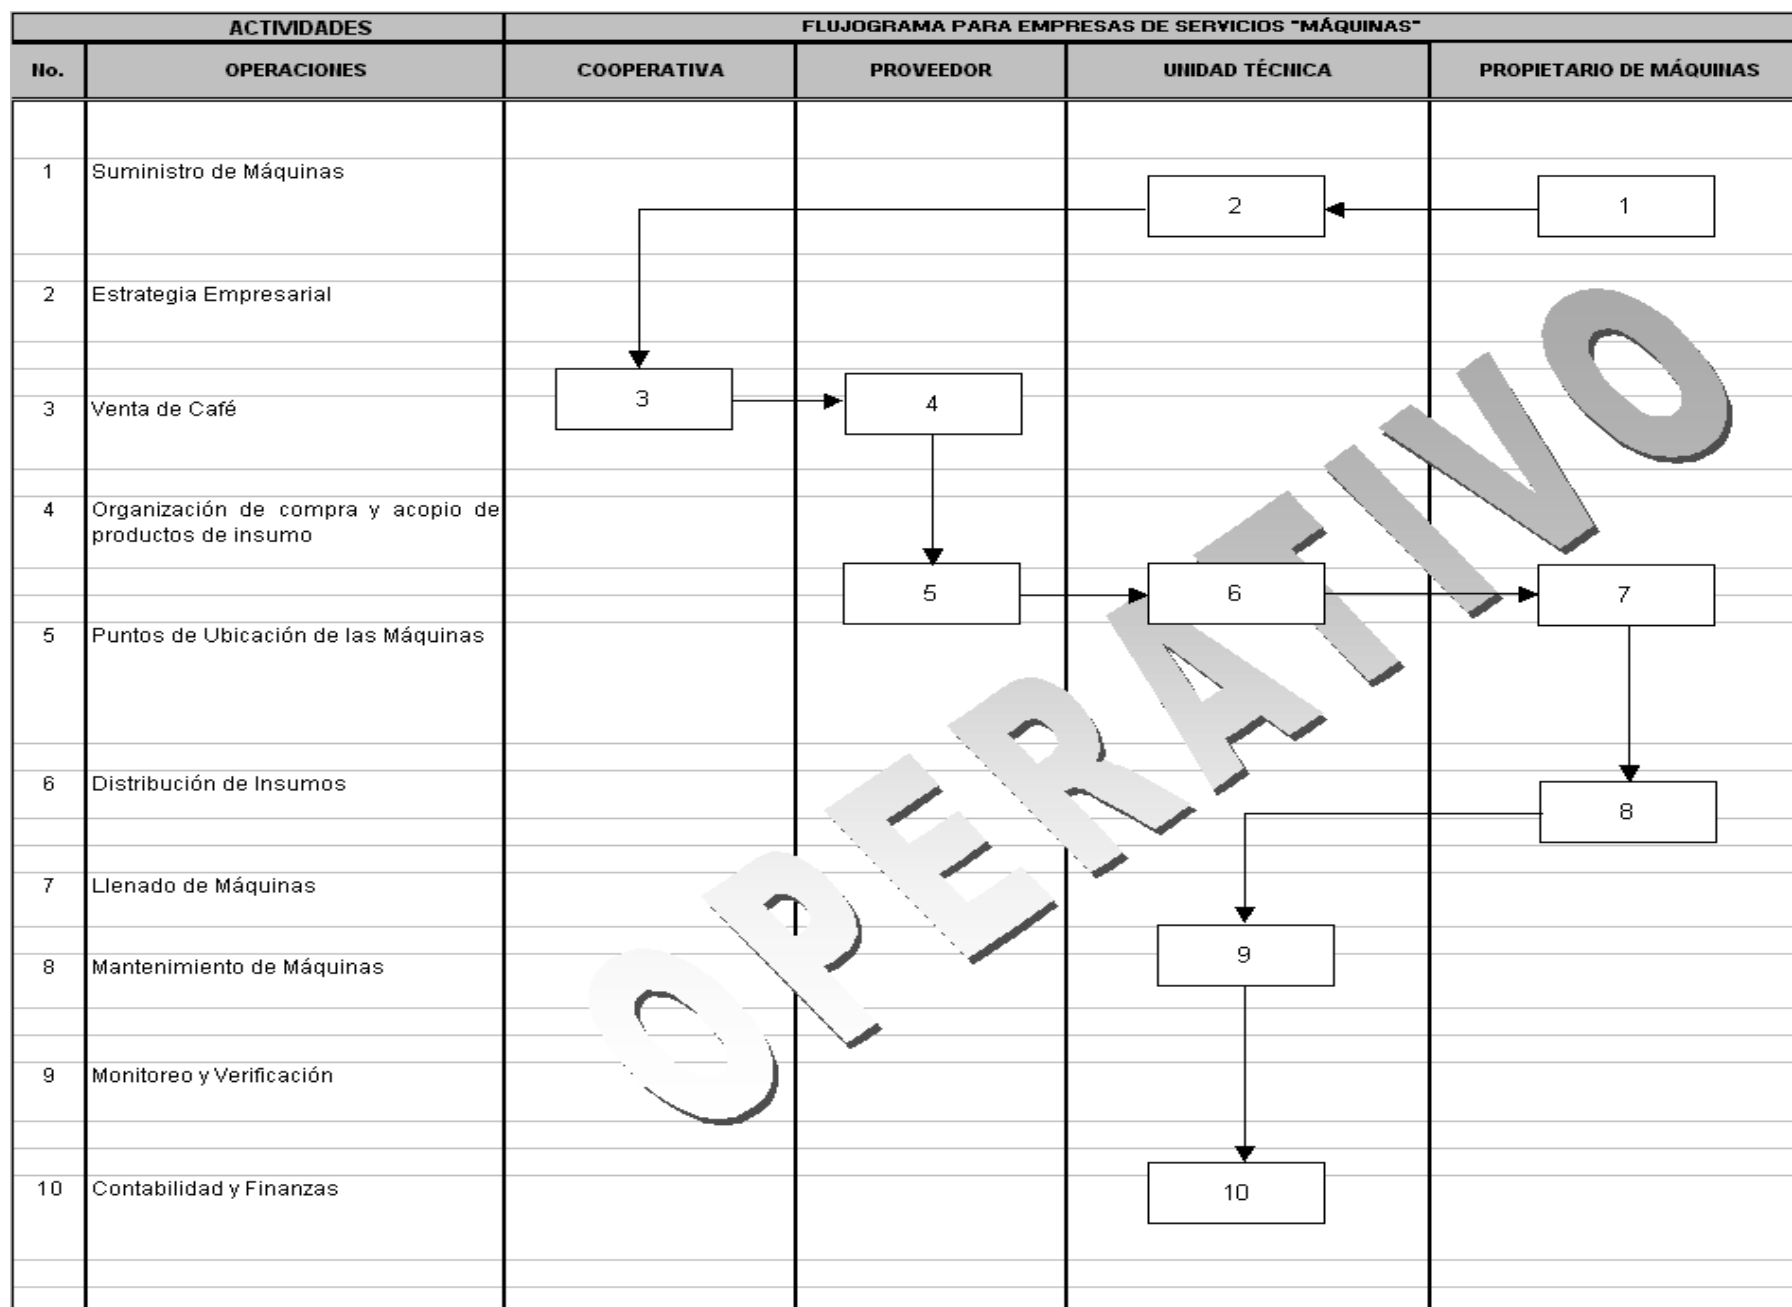 ACTIVIDADES
FLUJOGRAMA PARA EMPRESAS DE SERVICIOS "MÁQUINAS"
No.
OPERACIONES
COOPERATIVA
PROVEEDOR
UNIDAD TÉCNICA
PROPIETARIO DE MÁQUINAS
1
Suministro de Máquinas
2
1
2
Estrategia Empresarial
3
Venta de Café
3
4
4
Organización de compra y acopio de
productos de insumo
5
6
7
5
Puntos de Ubicación de las Máquinas
6
Distribución de Insumos
8
7
Llenado de Máquinas
8
Mantenimiento de Máquinas
9
9
Monitoreo y Verificación
10
Contabilidad y Finanzas
10
OPERATIVO